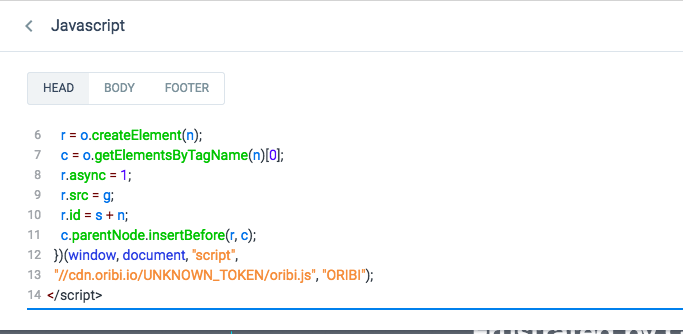 Javascript
HEAD BODY FOOTER
6 r = o.createElement(n);
7 c = o.getElementsByTagName(n)[0];
8 r.async = 1;
9 r.src = g;
10 r.id = s + n;
11 c.parentNode.insertBefore(r, c);
12 })(window, document, "script",
13 "//cdn.oribi.io/UNKNOWN_TOKEN/oribi.js", "ORIBI");
14 </script>